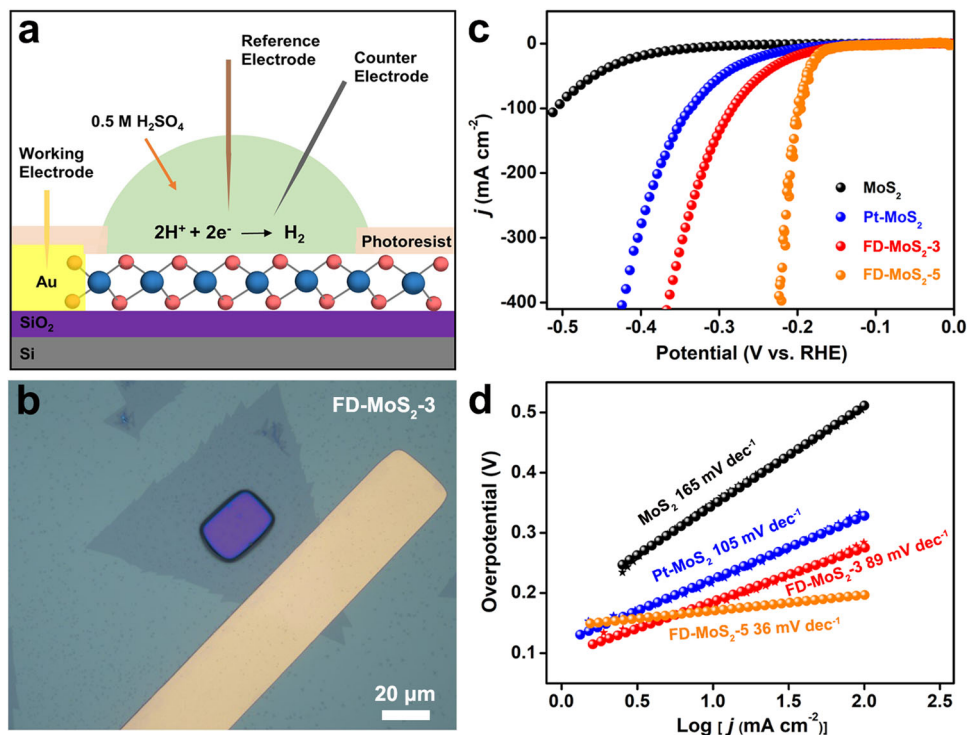 a
Reference
Electrode
Counter
Electrode
0.5 M H₂SO₄
Working
Electrode
2H⁺ + 2e⁻ → H₂
Photoresist
Au
SiO₂
Si
b
FD-MoS₂-3
20 μm
c
j (mA cm⁻²)
0
-100
-200
-300
-400
MoS₂
Pt-MoS₂
FD-MoS₂-3
FD-MoS₂-5
-0.5
-0.4
-0.3
-0.2
-0.1
0.0
Potential (V vs. RHE)
d
Overpotential (V)
0.5
0.4
0.3
0.2
0.1
MoS₂ 165 mV dec⁻¹
Pt-MoS₂ 105 mV dec⁻¹
FD-MoS₂-3 89 mV dec⁻¹
FD-MoS₂-5 36 mV dec⁻¹
0.0
0.5
1.0
1.5
2.0
2.5
Log [ j (mA cm⁻²)]